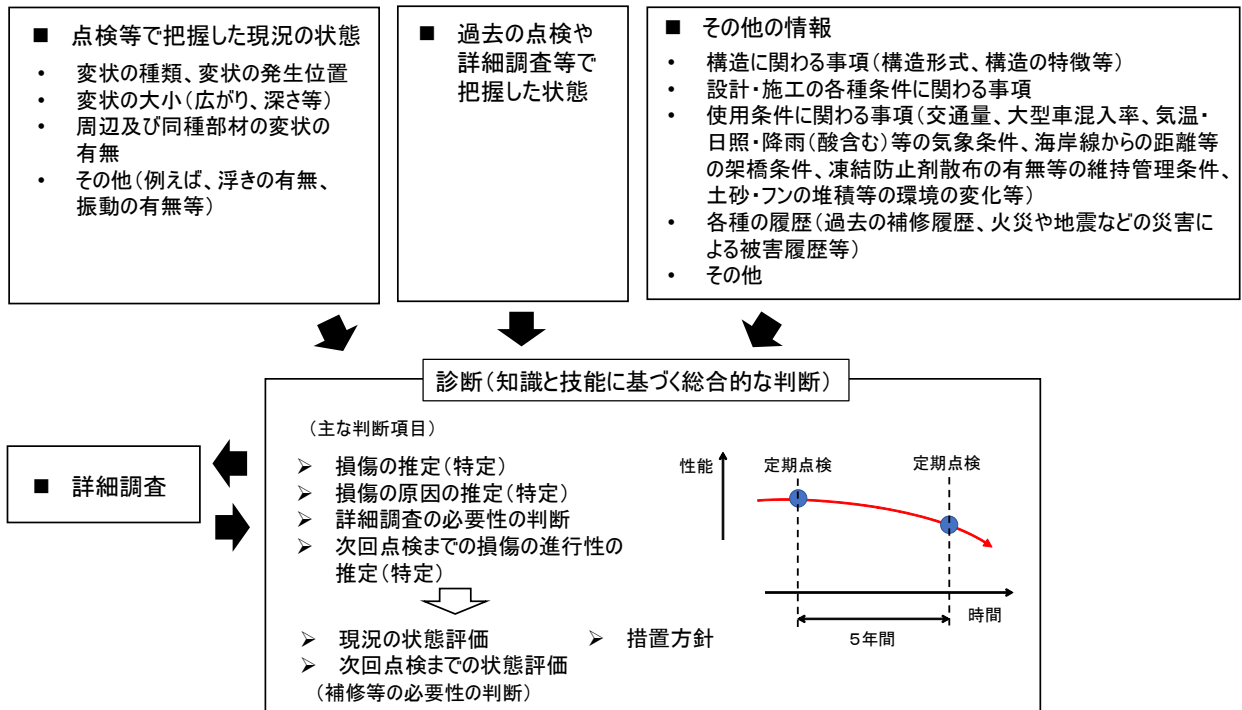 ■ 点検等で把握した現況の状態
• 変状の種類、変状の発生位置
• 変状の大小（広がり、深さ等）
• 周辺及び同種部材の変状の
有無
• その他（例えば、浮きの有無、
振動の有無等）
■ 過去の点検や
詳細調査等で
把握した状態
■ その他の情報
• 構造に関わる事項（構造形式、構造の特徴等）
• 設計・施工の各種条件に関わる事項
• 使用条件に関わる事項（交通量、大型車混入率、気温・
日照・降雨（酸含む）等の気象条件、海岸線からの距離等
の架橋条件、凍結防止剤散布の有無等の維持管理条件、
土砂・フンの堆積等の環境の変化等）
• 各種の履歴（過去の補修履歴、火災や地震などの災害に
よる被害履歴等）
• その他
診断（知識と技能に基づく総合的な判断）
■ 詳細調査
（主な判断項目）
➢ 損傷の推定（特定）
➢ 損傷の原因の推定（特定）
➢ 詳細調査の必要性の判断
➢ 次回点検までの損傷の進行性の
推定（特定）
➢ 現況の状態評価
➢ 次回点検までの状態評価
（補修等の必要性の判断）
➢ 措置方針
性能
定期点検
定期点検
時間
５年間